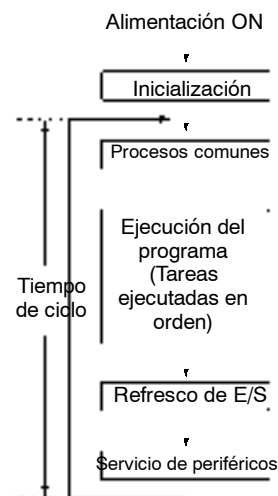 Alimentación ON
Inicialización
Procesos comunes
Ejecución del
programa
(Tareas
ejecutadas en
orden)
Tiempo
de ciclo
Refresco de E/S
Servicio de periféricos